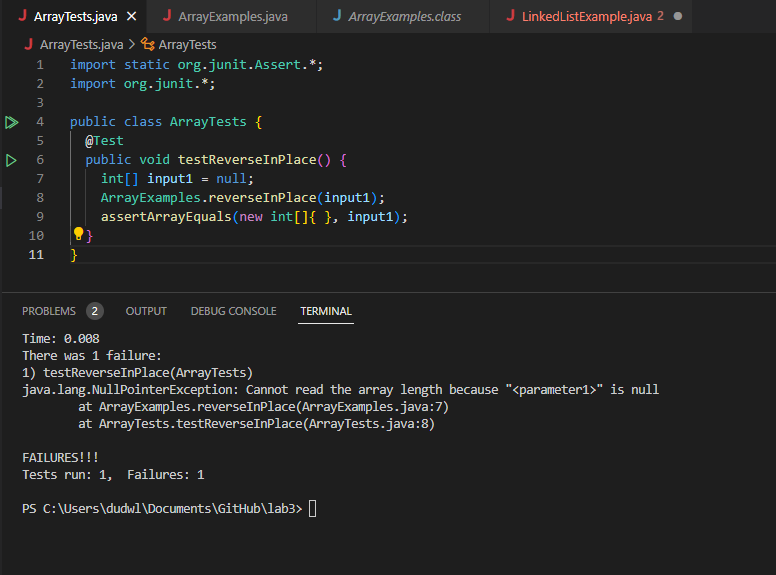 J ArrayTests.java X J ArrayExamples.java J ArrayExamples.class J LinkedListExample.java 2
J ArrayTests.java > ArrayTests
1 import static org.junit.Assert.*;
2 import org.junit.*;
3
4 public class ArrayTests {
5 @Test
6 public void testReverseInPlace() {
7 int[] input1 = null;
8 ArrayExamples.reverseInPlace(input1);
9 assertArrayEquals(new int[]{ }, input1);
10 }
11 }
PROBLEMS 2 OUTPUT DEBUG CONSOLE TERMINAL
Time: 0.008
There was 1 failure:
1) testReverseInPlace(ArrayTests)
java.lang.NullPointerException: Cannot read the array length because "<parameter1>" is null
at ArrayExamples.reverseInPlace(ArrayExamples.java:7)
at ArrayTests.testReverseInPlace(ArrayTests.java:8)
FAILURES!!!
Tests run: 1,  Failures: 1
PS C:\Users\dudwl\Documents\GitHub\lab3>